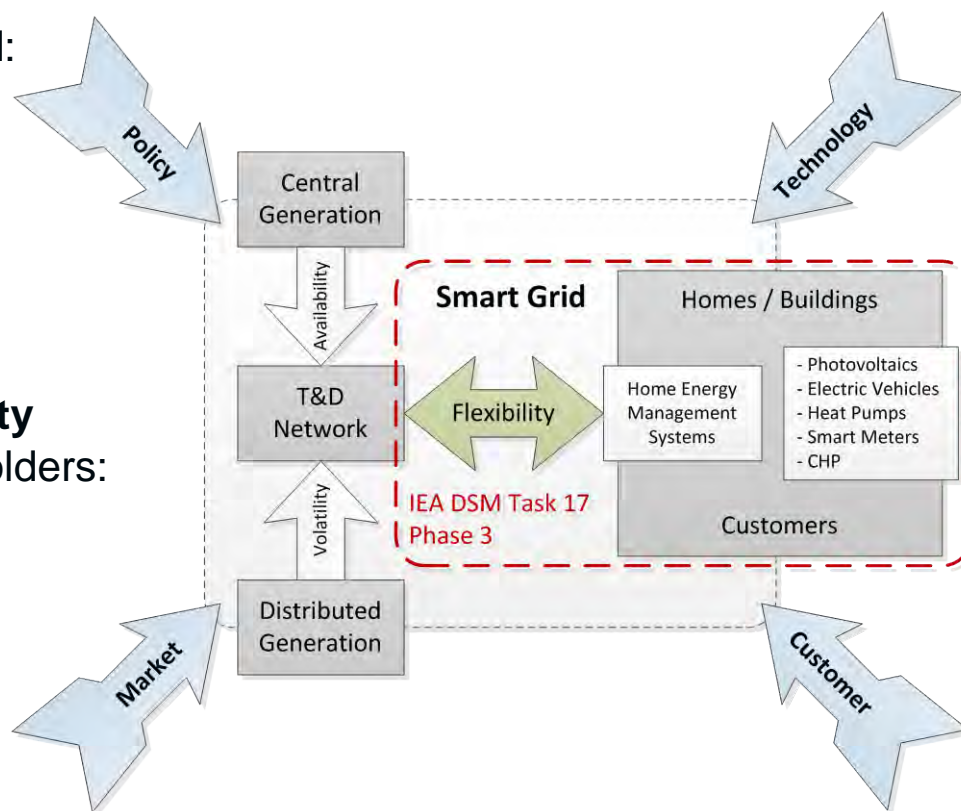 l:
ty
olders:
Policy
Technology
Central
Generation
Availability
Smart Grid
Homes / Buildings
T&D
Network
Flexibility
Home Energy
Management
Systems
- Photovoltaics
- Electric Vehicles
- Heat Pumps
- Smart Meters
- CHP
IEA DSM Task 17
Phase 3
Customers
Volatility
Distributed
Generation
Market
Customer